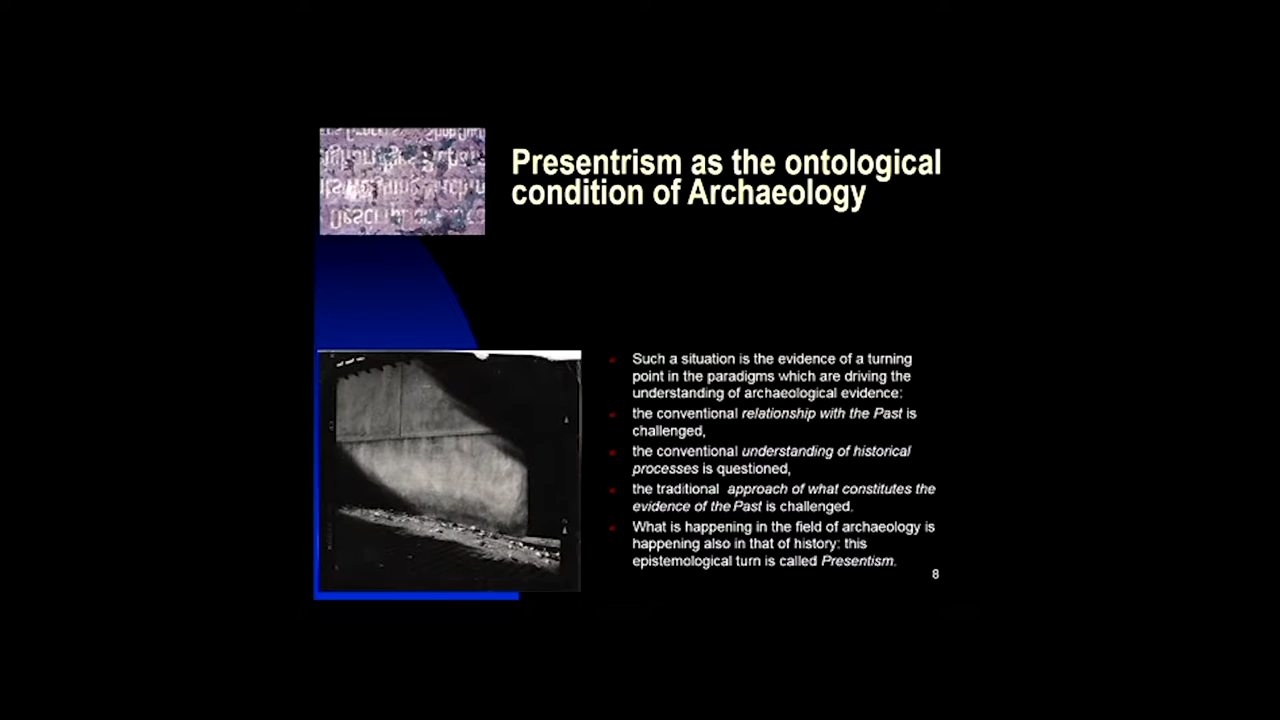 Presentrism as the ontological
condition of Archaeology
Such a situation is the evidence of a turning
point in the paradigms which are driving the
understanding of archaeological evidence:
the conventional relationship with the Past is
challenged,
the conventional understanding of historical
processes is questioned,
the traditional approach of what constitutes the
evidence of the Past is challenged.
What is happening in the field of archaeology is
happening also in that of history: this
epistemological turn is called Presentism.
8